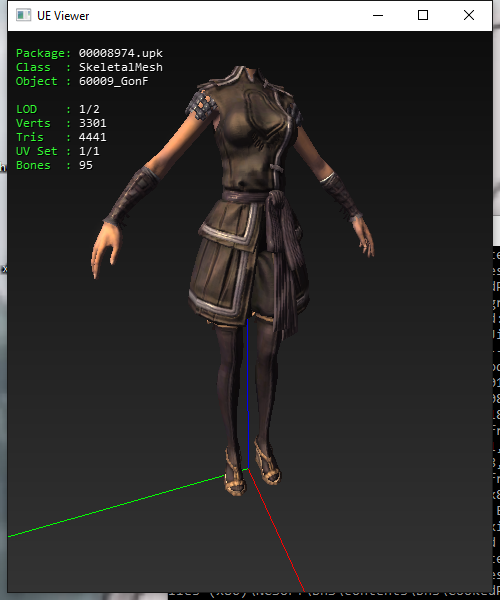 UE Viewer
Package: 00008974.upk
Class : SkeletalMesh
Object : 60009_GonF
LOD : 1/2
Verts : 3301
Tris : 4441
UV Set : 1/1
Bones : 95